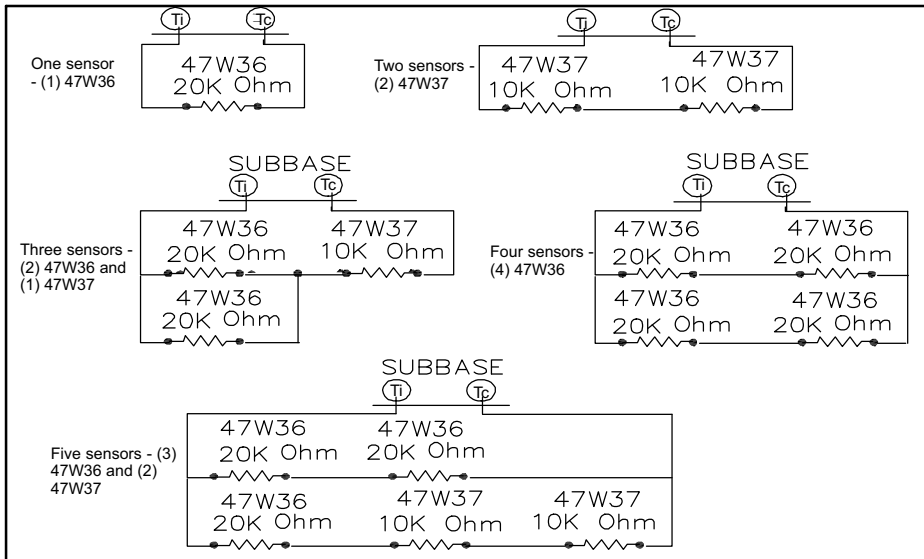 Ti Tc
One sensor
- (1) 47W36
47W36
20K Ohm
Ti Tc
Two sensors -
(2) 47W37
47W37 47W37
10K Ohm 10K Ohm
SUBBASE
Ti Tc
Three sensors -
(2) 47W36 and
(1) 47W37
47W36 47W37
20K Ohm 10K Ohm
47W36
20K Ohm
SUBBASE
Ti Tc
Four sensors -
(4) 47W36
47W36 47W36
20K Ohm 20K Ohm
47W36 47W36
20K Ohm 20K Ohm
SUBBASE
Ti Tc
Five sensors - (3)
47W36 and (2)
47W37
47W36 47W36
20K Ohm 20K Ohm
47W36 47W37 47W37
20K Ohm 10K Ohm 10K Ohm